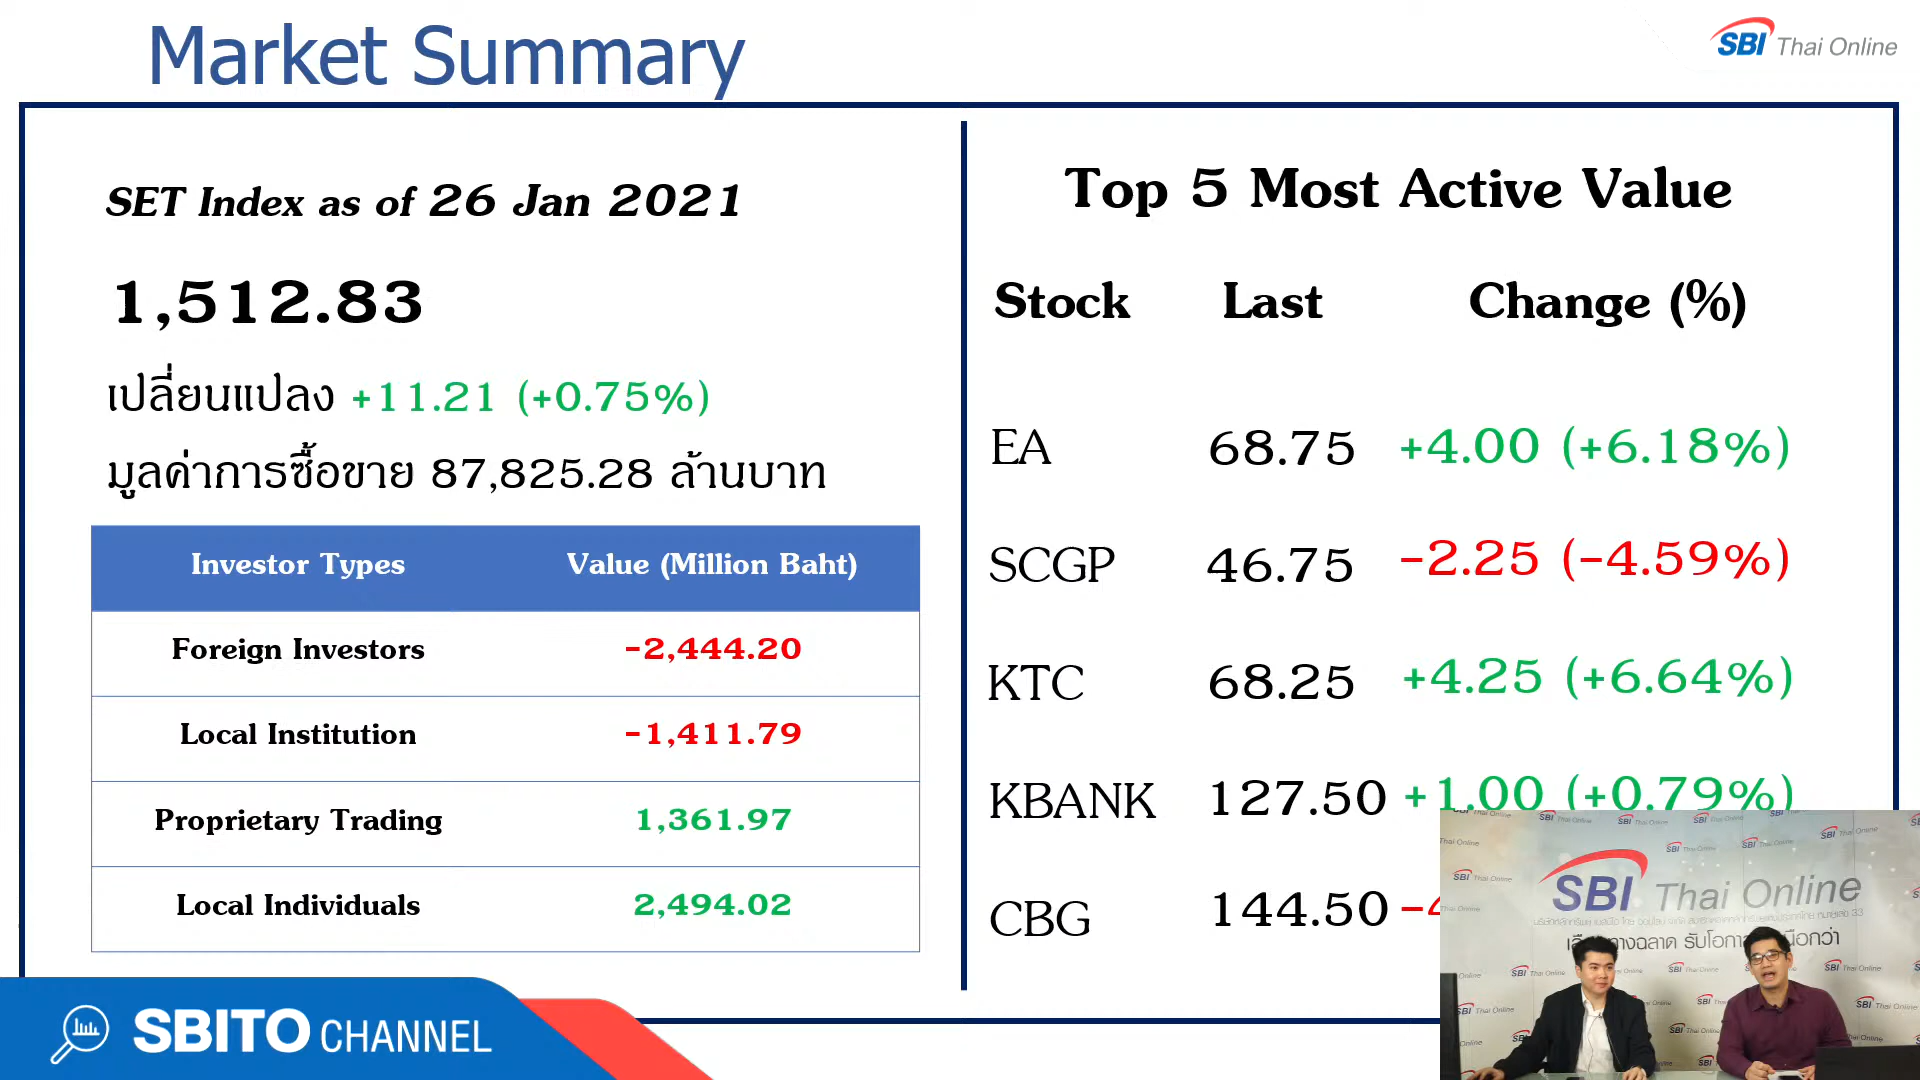 Market Summary
SBI Thai Online
SET Index as of 26 Jan 2021
1,512.83
เปลี่ยนแปลง +11.21 (+0.75%)
มูลค่าการซื้อขาย 87,825.28 ล้านบาท
Investor Types Value (Million Baht)
Foreign Investors -2,444.20
Local Institution -1,411.79
Proprietary Trading 1,361.97
Local Individuals 2,494.02
Top 5 Most Active Value
Stock Last Change (%)
EA 68.75 +4.00 (+6.18%)
SCGP 46.75 -2.25 (-4.59%)
KTC 68.25 +4.25 (+6.64%)
KBANK 127.50 +1.00 (+0.79%)
CBG 144.50
SBI Thai Online
SBITO CHANNEL